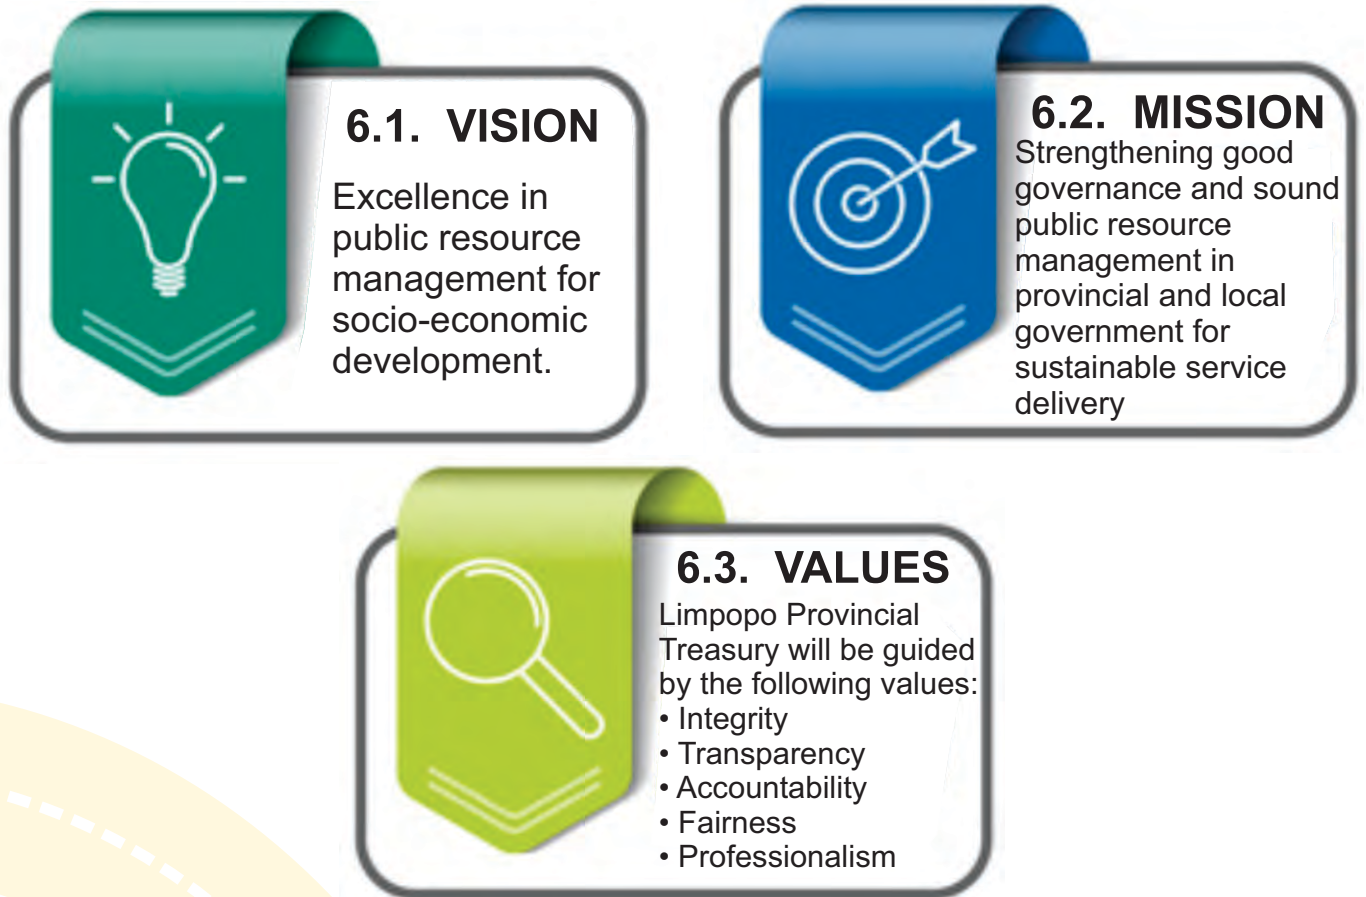 6.1. VISION
Excellence in
public resource
management for
socio-economic
development.
6.2. MISSION
Strengthening good
governance and sound
public resource
management in
provincial and local
government for
sustainable service
delivery
6.3. VALUES
Limpopo Provincial
Treasury will be guided
by the following values:
• Integrity
• Transparency
• Accountability
• Fairness
• Professionalism